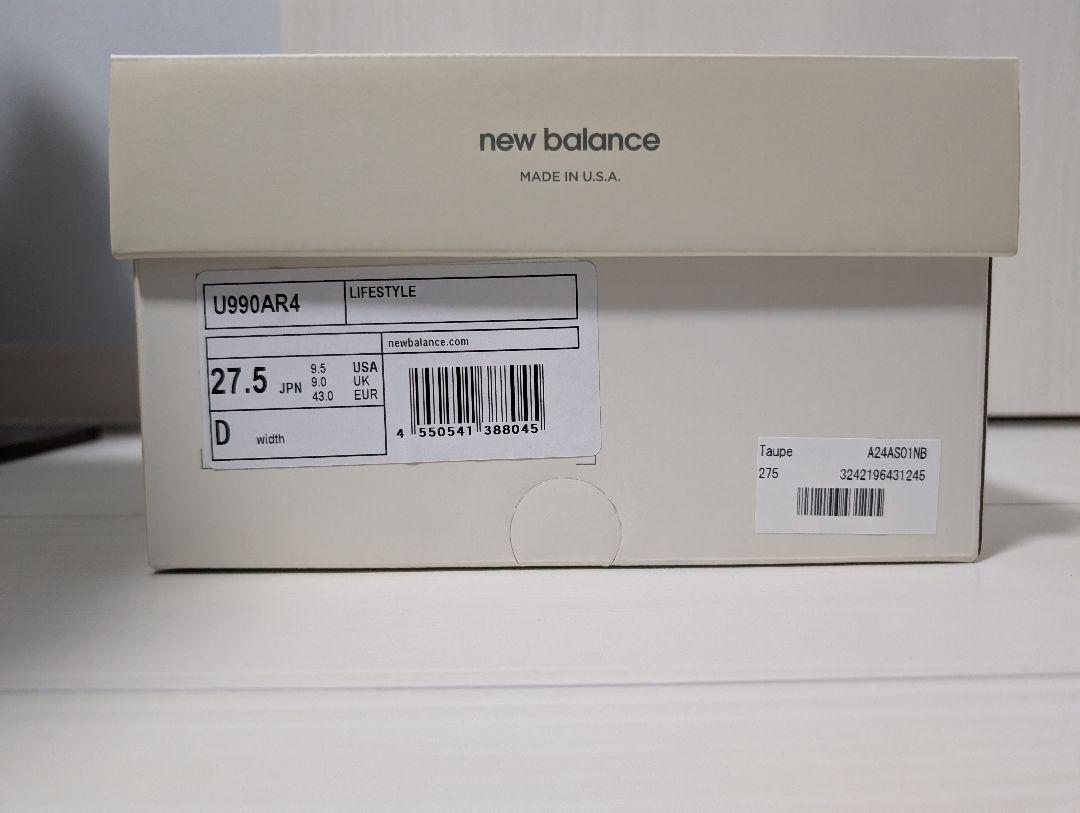 new balance
MADE IN U.S.A.
U990AR4
LIFESTYLE
newbalance.com
27.5 JPN
9.5 USA
9.0 UK
43.0 EUR
D width
4 550541 388045
Taupe A24AS01NB
275 3242196431245